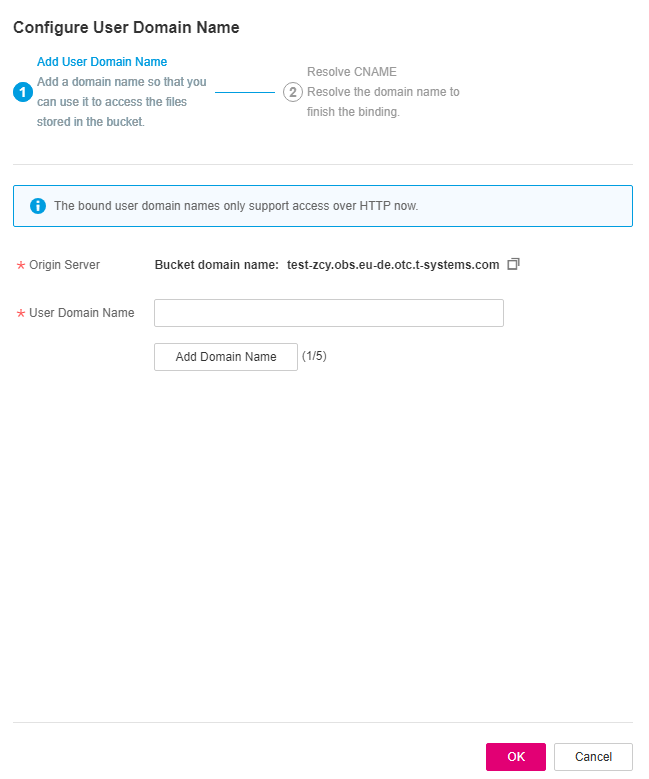 Configure User Domain Name
1
Add User Domain Name
Add a domain name so that you
can use it to access the files
stored in the bucket.
2
Resolve CNAME
Resolve the domain name to
finish the binding.
The bound user domain names only support access over HTTP now.
* Origin Server
Bucket domain name: test-zcy.obs.eu-de.otc.t-systems.com
* User Domain Name
Add Domain Name (1/5)
OK
Cancel